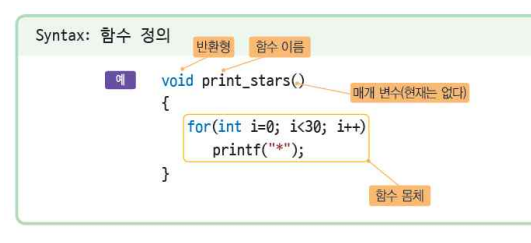 Syntax: 함수 정의
반환형 함수 이름
예 void print_stars()
매개 변수(현재는 없다)
{
for(int i=0; i<30; i++)
printf("*");
}
함수 몸체